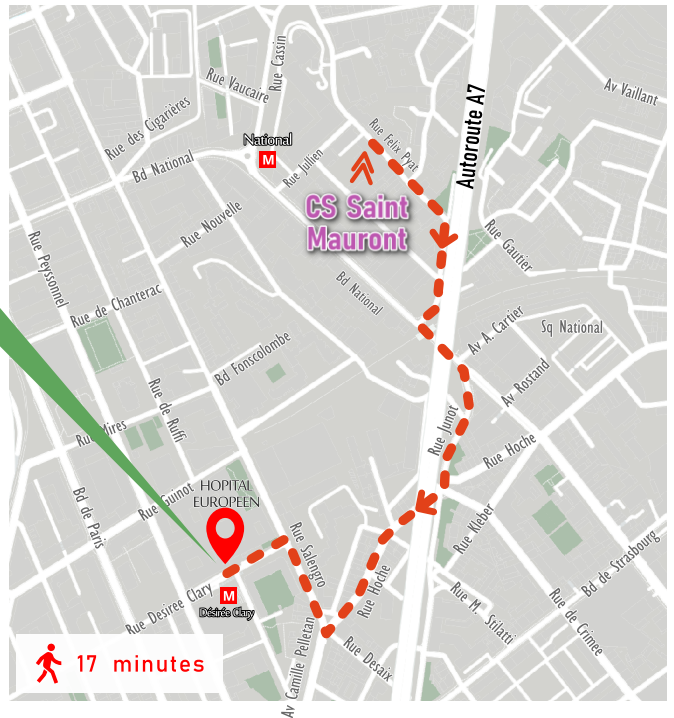 Rue Cassin
Rue Vaucaire
Av Vaillant
Autoroute A7
Rue des Cigarières
National
M
Rue Felix Pyat
Rue Julien
Bd National
CS Saint
Mauront
Rue Nouvelle
Rue Gautier
Rue Peyssonnel
Rue de Chanterac
Bd National
Av A. Cartier
Sq National
Bd Fonscolombe
Av Rostand
Rue de Ruffi
Rue Mires
Rue Junot
Rue Hoche
HOPITAL
EUROPEEN
Rue Guinot
Bd de Paris
Rue Salengro
Rue Kleber
Bd de Strasbourg
Rue Hoche
M
Désirée Clary
Rue Desiree Clary
Rue M. Stilatti
Rue de Crimee
Av Camille Pelletan
Rue Desaix
17 minutes